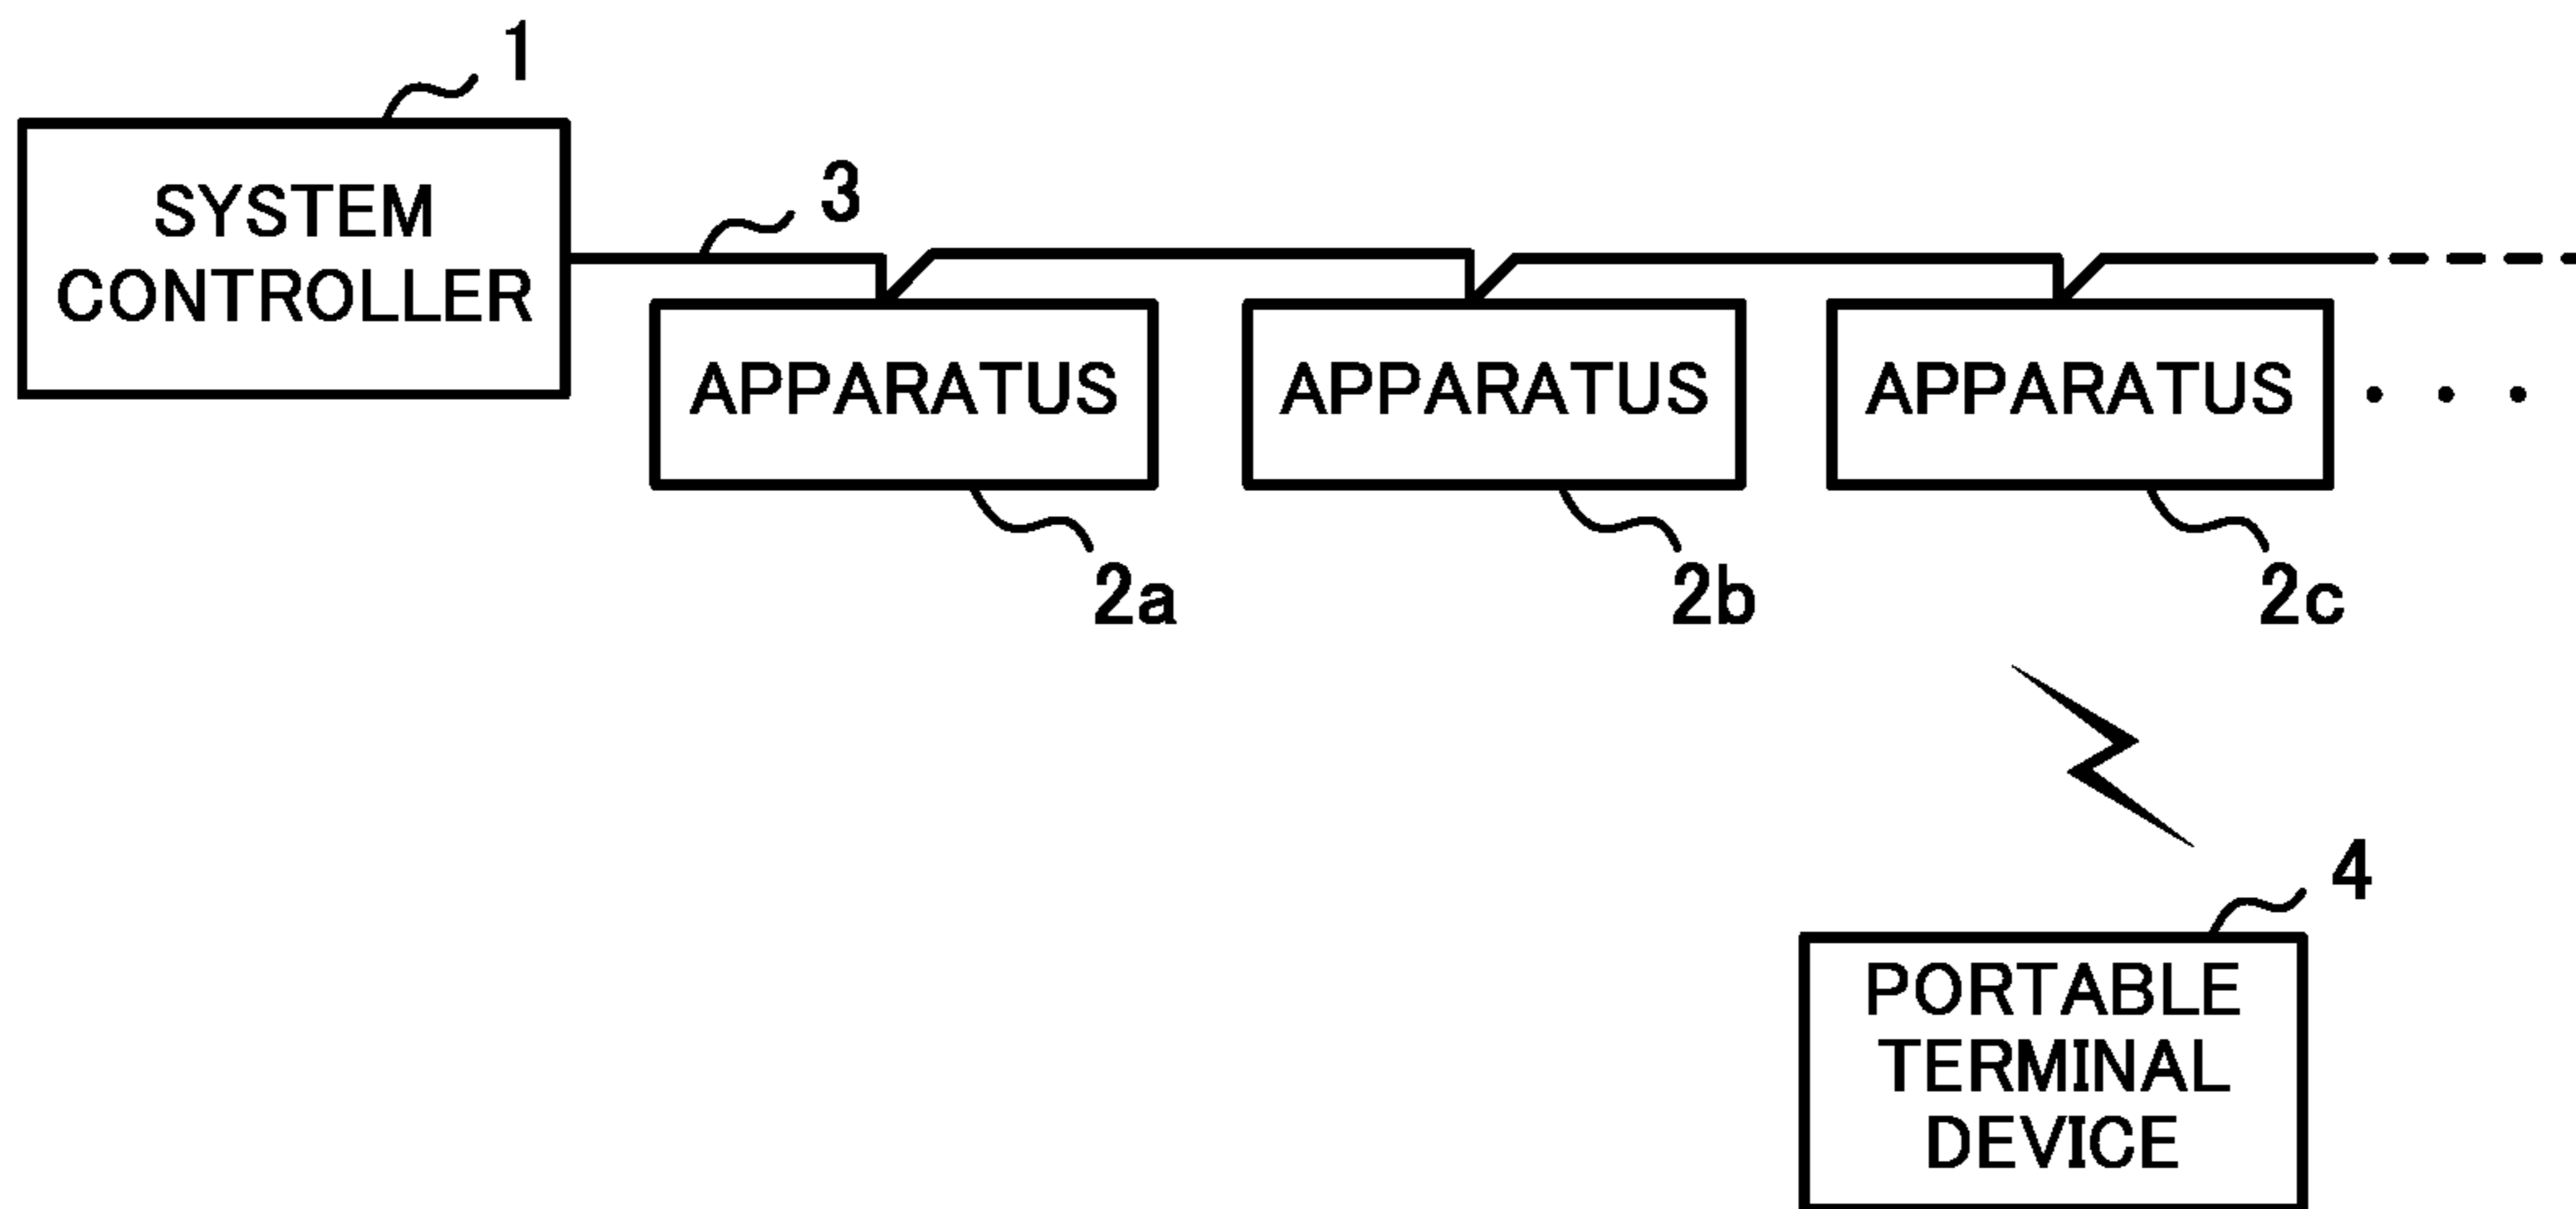 1
SYSTEM
CONTROLLER
3
APPARATUS
APPARATUS
APPARATUS
2a
2b
2c
4
PORTABLE
TERMINAL
DEVICE